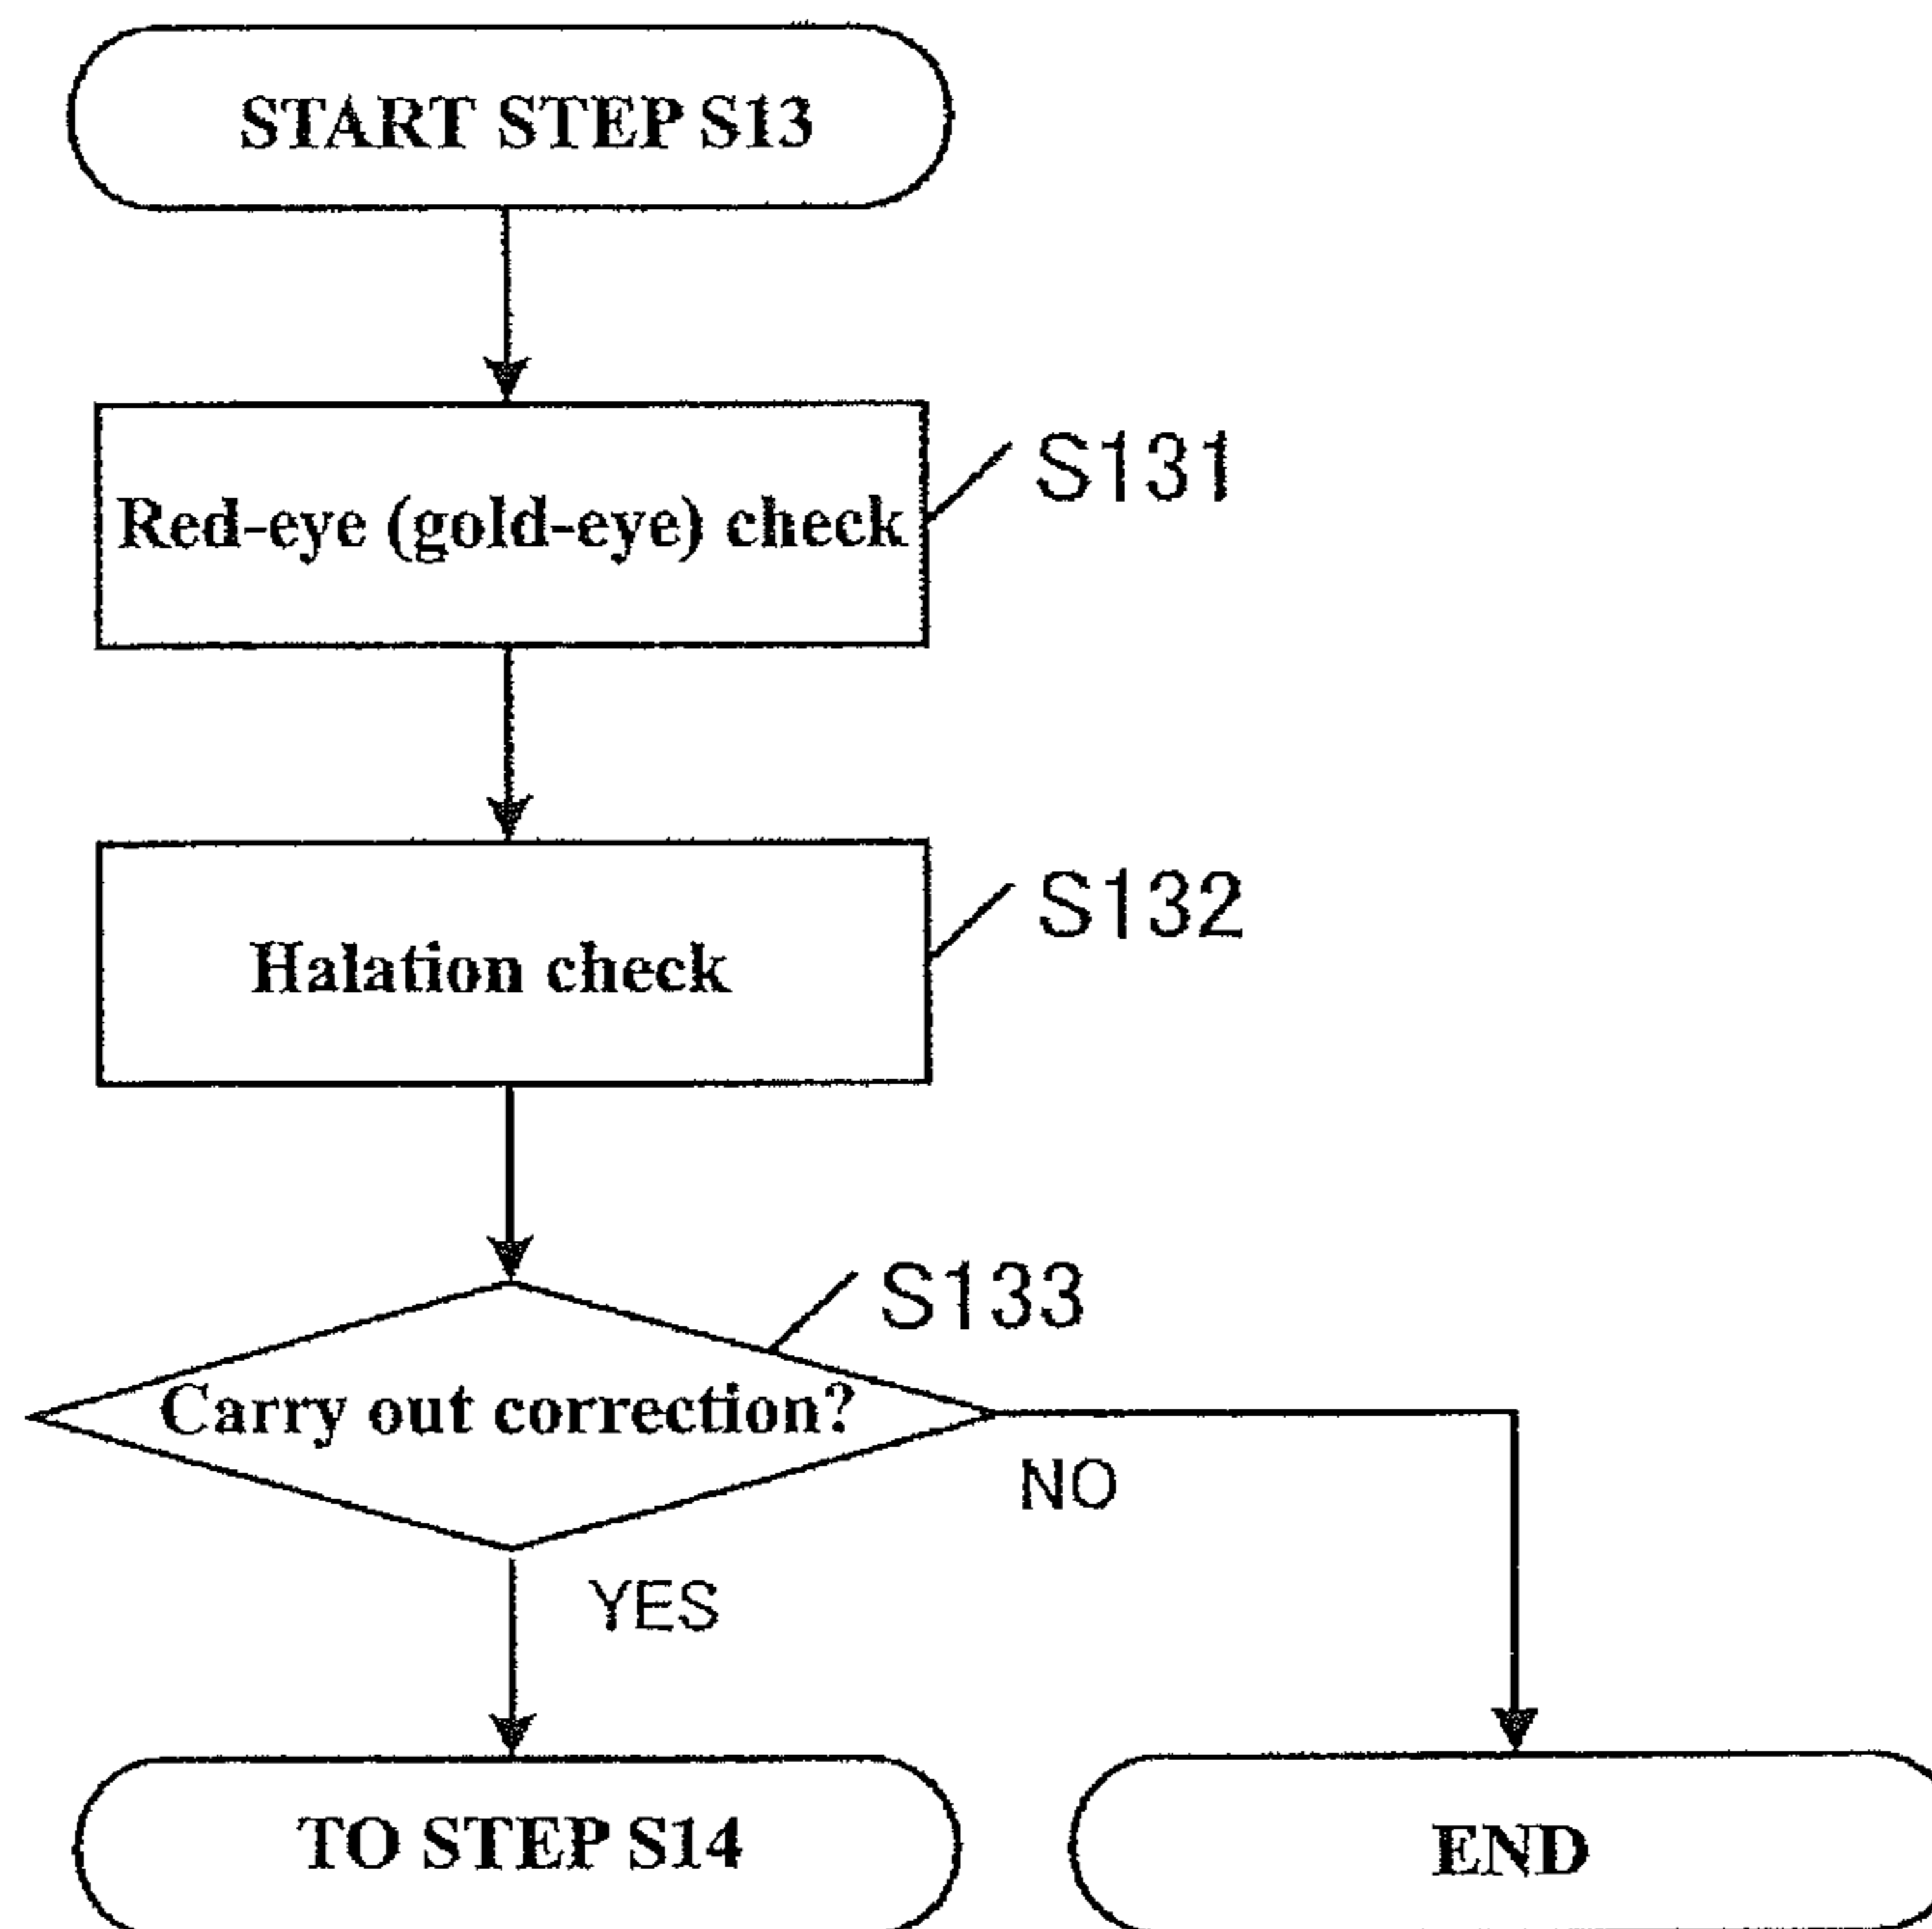 START STEP S13
Red-eye (gold-eye) check
S131
Halation check
S132
S133
Carry out correction?
NO
YES
TO STEP S14
END